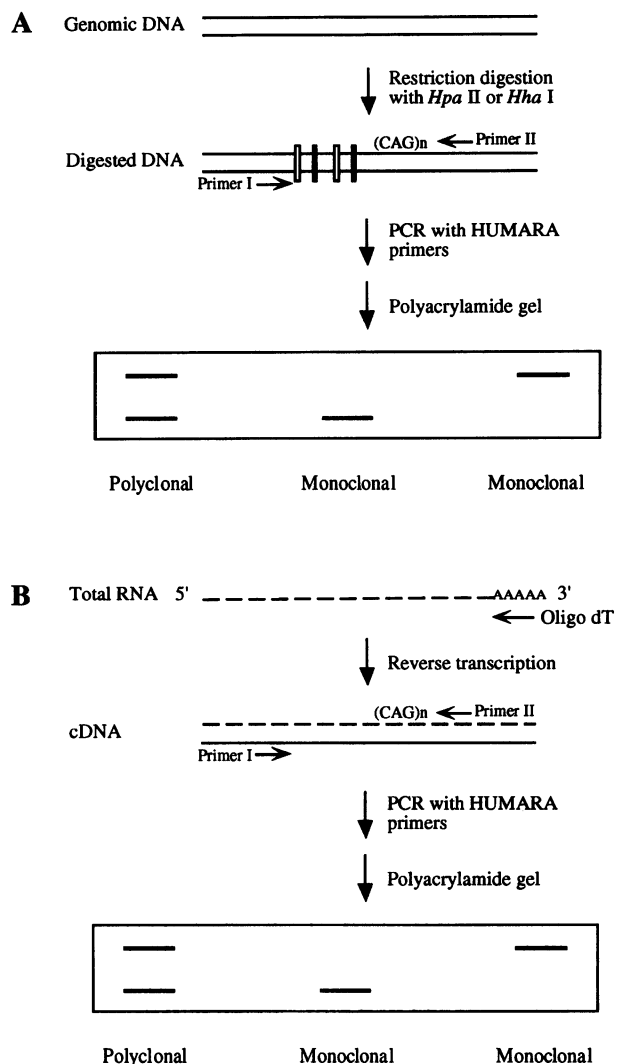 A
Genomic DNA
Restriction digestion
with Hpa II or Hha I
(CAG)n
Primer II
Digested DNA
Primer I
PCR with HUMARA
primers
Polyacrylamide gel
Polyclonal Monoclonal Monoclonal
B
Total RNA 5' AAAAA 3'
Oligo dT
Reverse transcription
(CAG)n Primer II
cDNA
Primer I
PCR with HUMARA
primers
Polyacrylamide gel
Polyclonal Monoclonal Monoclonal